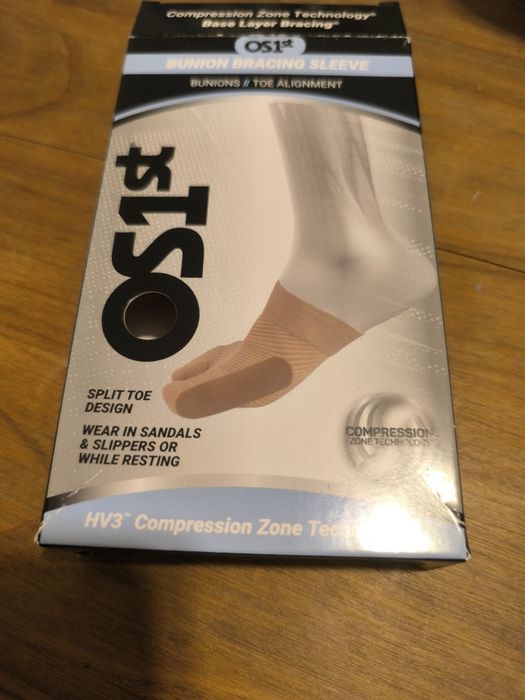 Compression Zone Technology®
Base Layer Bracing®
OS1st
BUNION BRACING SLEEVE
BUNIONS // TOE ALIGNMENT
OS1st
SPLIT TOE
DESIGN
WEAR IN SANDALS
& SLIPPERS OR
WHILE RESTING
COMPRESSION
ZONE TECHNOLOGY
HV3™ Compression Zone